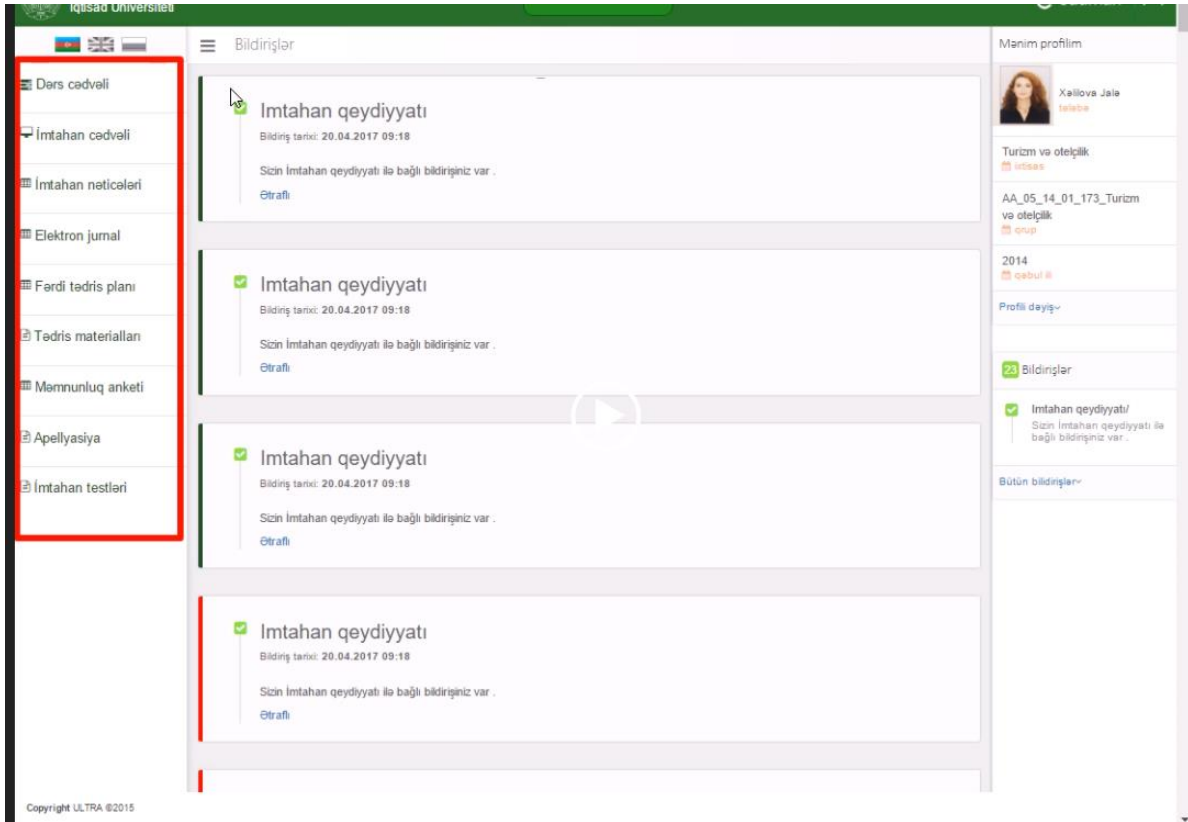 İqtisad Universiteti
Dərs cədvəli
İmtahan cədvəli
İmtahan nəticələri
Elektron jurnal
Fərdi tədris planı
Tədris materialları
Məmnunluq anketi
Apellyasiya
İmtahan testləri
Copyright ULTRA ©2015
Bildirişlər
Imtahan qeydiyyatı
Bildiriş tarixi: 20.04.2017 09:18
Sizin İmtahan qeydiyyatı ilə bağlı bildirişiniz var .
Ətraflı
Imtahan qeydiyyatı
Bildiriş tarixi: 20.04.2017 09:18
Sizin İmtahan qeydiyyatı ilə bağlı bildirişiniz var .
Ətraflı
Imtahan qeydiyyatı
Bildiriş tarixi: 20.04.2017 09:18
Sizin İmtahan qeydiyyatı ilə bağlı bildirişiniz var .
Ətraflı
Imtahan qeydiyyatı
Bildiriş tarixi: 20.04.2017 09:18
Sizin İmtahan qeydiyyatı ilə bağlı bildirişiniz var .
Ətraflı
Mənim profilim
Xəlilova Jalə
tələbə
Turizm və otelçilik
ixtisas
AA_05_14_01_173_Turizm
və otelçilik
qrup
2014
qəbul ili
Profili dəyiş
23 Bildirişlər
Imtahan qeydiyyatı/
Sizin İmtahan qeydiyyatı ilə
bağlı bildirişiniz var .
Bütün bildirişlər